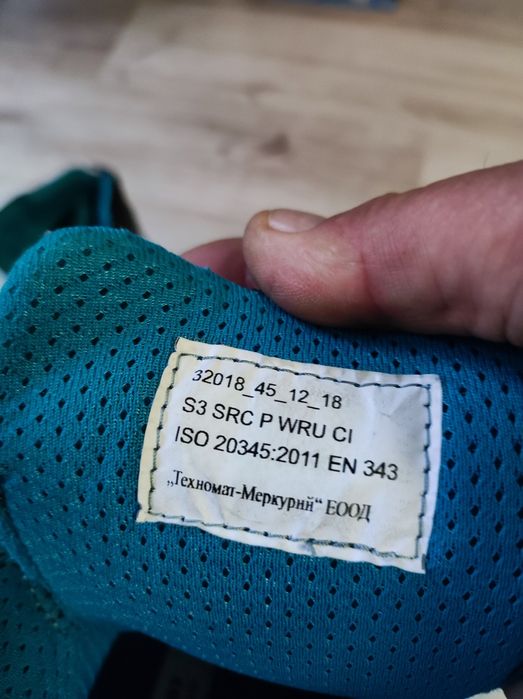 32018_45_12_18
S3 SRC P WRU CI
ISO 20345:2011 EN 343
„Техномат-Меркурий“ ЕООД